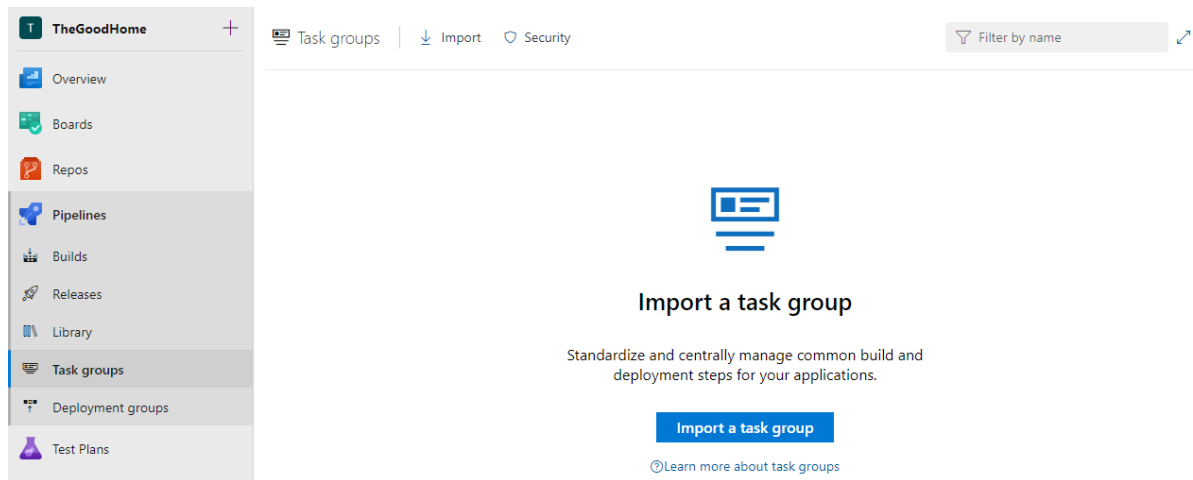 T TheGoodHome
Overview
Boards
Repos
Pipelines
Builds
Releases
Library
Task groups
Deployment groups
Test Plans
Task groups Import Security Filter by name
Import a task group
Standardize and centrally manage common build and
deployment steps for your applications.
Import a task group
Learn more about task groups